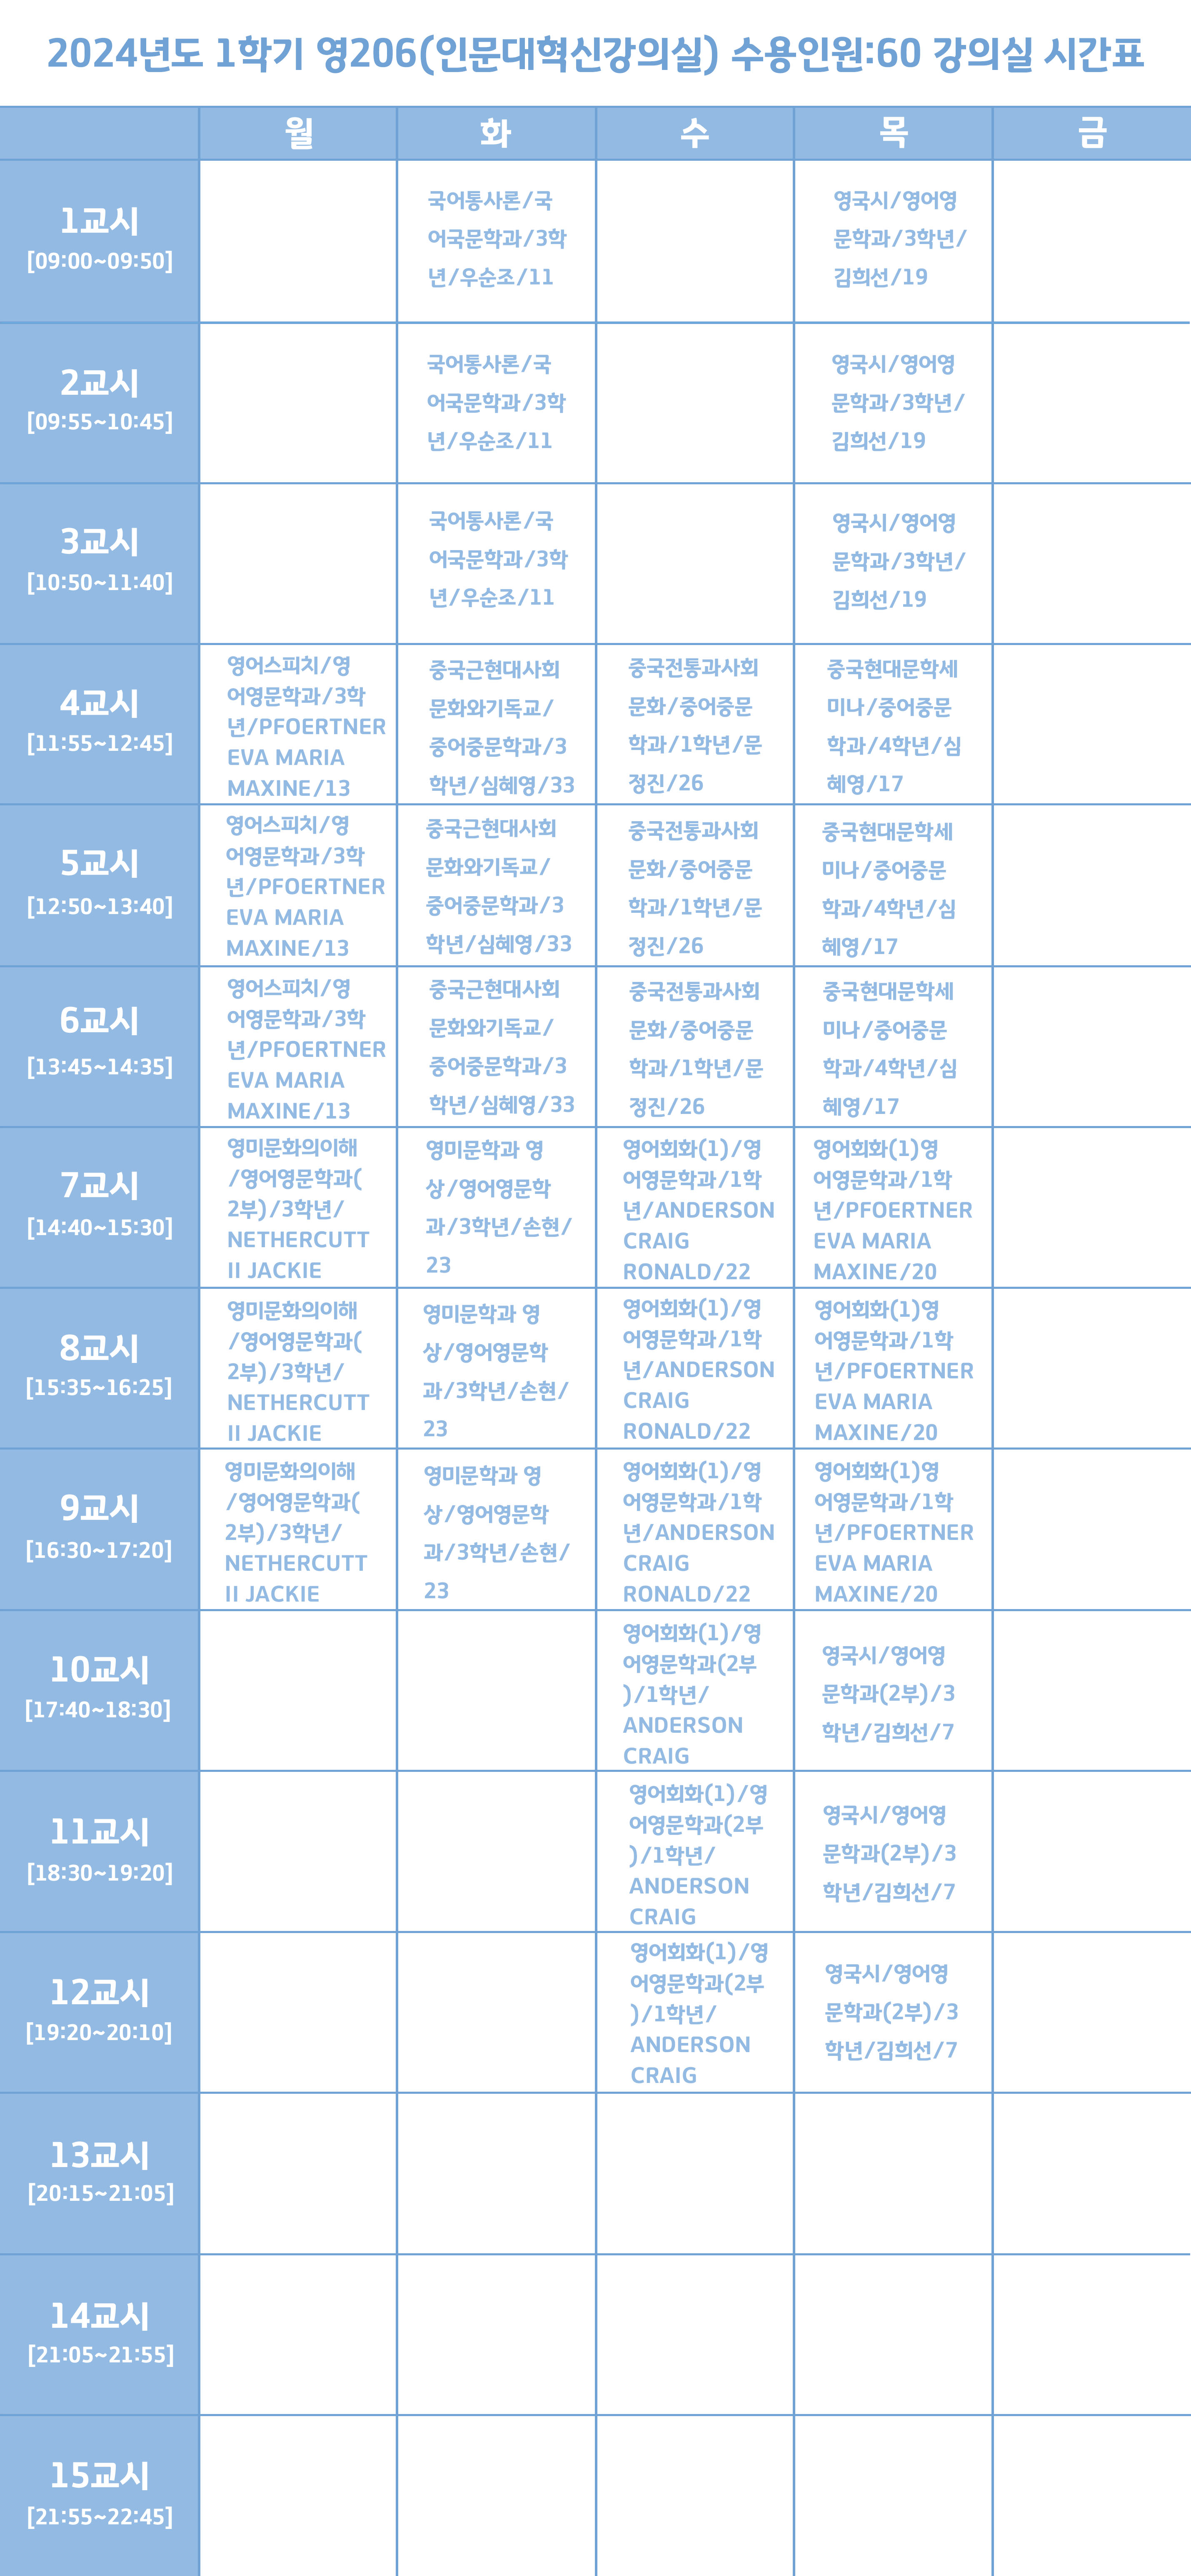 2024년도 1학기 영206(인문대혁신강의실) 수용인원:60 강의실 시간표
월 화 수 목 금
1교시
[09:00~09:50]
국어통사론/국
어국문학과/3학
년/우순조/11
영국시/영어영
문학과/3학년/
김희선/19
2교시
[09:55~10:45]
국어통사론/국
어국문학과/3학
년/우순조/11
영국시/영어영
문학과/3학년/
김희선/19
3교시
[10:50~11:40]
국어통사론/국
어국문학과/3학
년/우순조/11
영국시/영어영
문학과/3학년/
김희선/19
4교시
[11:55~12:45]
영어스피치/영
어영문학과/3학
년/PFOERTNER
EVA MARIA
MAXINE/13
중국근현대사회
문화와기독교/
중어중문학과/3
학년/심혜영/33
중국전통과사회
문화/중어중문
학과/1학년/문
정진/26
중국현대문학세
미나/중어중문
학과/4학년/심
혜영/17
5교시
[12:50~13:40]
영어스피치/영
어영문학과/3학
년/PFOERTNER
EVA MARIA
MAXINE/13
중국근현대사회
문화와기독교/
중어중문학과/3
학년/심혜영/33
중국전통과사회
문화/중어중문
학과/1학년/문
정진/26
중국현대문학세
미나/중어중문
학과/4학년/심
혜영/17
6교시
[13:45~14:35]
영어스피치/영
어영문학과/3학
년/PFOERTNER
EVA MARIA
MAXINE/13
중국근현대사회
문화와기독교/
중어중문학과/3
학년/심혜영/33
중국전통과사회
문화/중어중문
학과/1학년/문
정진/26
중국현대문학세
미나/중어중문
학과/4학년/심
혜영/17
7교시
[14:40~15:30]
영미문화의이해
/영어영문학과(
2부)/3학년/
NETHERCUTT
II JACKIE
영미문학과 영
상/영어영문학
과/3학년/손현/
23
영어회화(1)/영
어영문학과/1학
년/ANDERSON
CRAIG
RONALD/22
영어회화(1)영
어영문학과/1학
년/PFOERTNER
EVA MARIA
MAXINE/20
8교시
[15:35~16:25]
영미문화의이해
/영어영문학과(
2부)/3학년/
NETHERCUTT
II JACKIE
영미문학과 영
상/영어영문학
과/3학년/손현/
23
영어회화(1)/영
어영문학과/1학
년/ANDERSON
CRAIG
RONALD/22
영어회화(1)영
어영문학과/1학
년/PFOERTNER
EVA MARIA
MAXINE/20
9교시
[16:30~17:20]
영미문화의이해
/영어영문학과(
2부)/3학년/
NETHERCUTT
II JACKIE
영미문학과 영
상/영어영문학
과/3학년/손현/
23
영어회화(1)/영
어영문학과/1학
년/ANDERSON
CRAIG
RONALD/22
영어회화(1)영
어영문학과/1학
년/PFOERTNER
EVA MARIA
MAXINE/20
10교시
[17:40~18:30]
영어회화(1)/영
어영문학과(2부
)/1학년/
ANDERSON
CRAIG
영국시/영어영
문학과(2부)/3
학년/김희선/7
11교시
[18:30~19:20]
영어회화(1)/영
어영문학과(2부
)/1학년/
ANDERSON
CRAIG
영국시/영어영
문학과(2부)/3
학년/김희선/7
12교시
[19:20~20:10]
영어회화(1)/영
어영문학과(2부
)/1학년/
ANDERSON
CRAIG
영국시/영어영
문학과(2부)/3
학년/김희선/7
13교시
[20:15~21:05]
14교시
[21:05~21:55]
15교시
[21:55~22:45]